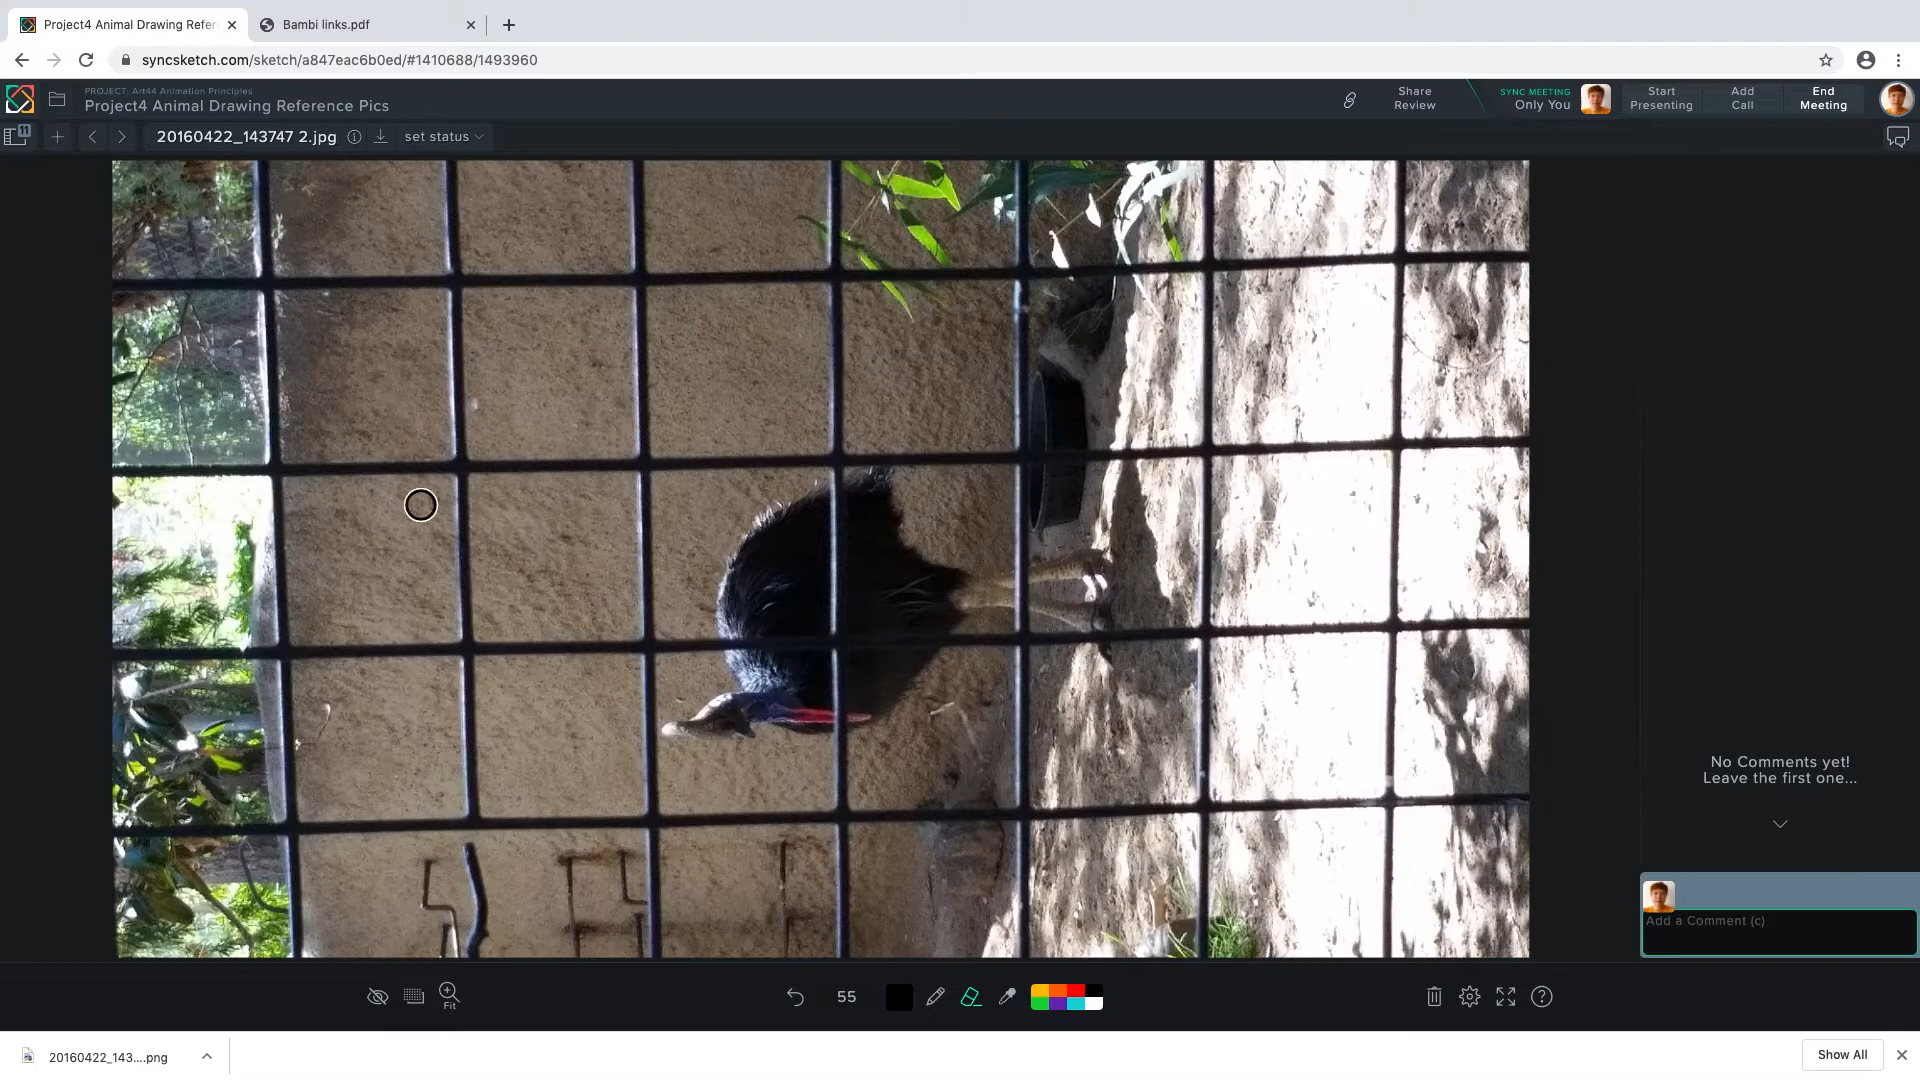 Project4 Animal Drawing Refer
Bambi links.pdf
syncsketch.com/sketch/a847eac6b0ed/#1410688/1493960
PROJECT: Art44 Animation Principles
Project4 Animal Drawing Reference Pics
Share
Review
SYNC MEETING
Only You
Start
Presenting
Add
Call
End
Meeting
11
20160422_143747 2.jpg
set status
No Comments yet!
Leave the first one...
Add a Comment (c)
Fit
55
20160422_143....png
Show All